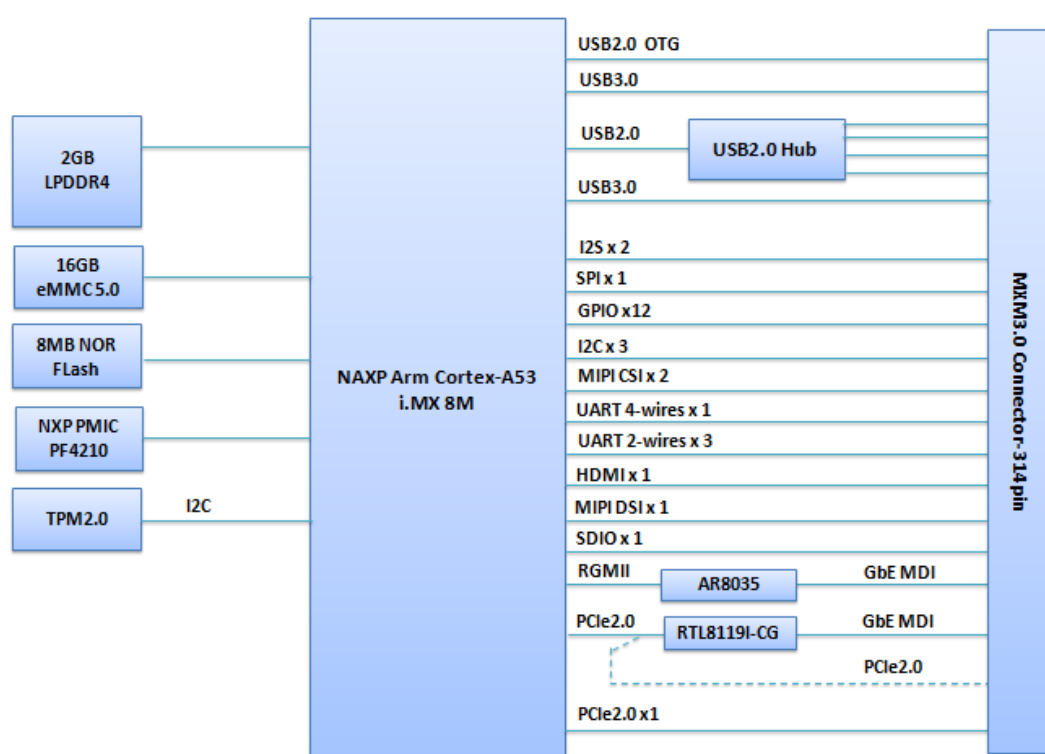 2GB
LPDDR4
16GB
eMMC 5.0
8MB NOR
FLash
NXP PMIC
PF4210
TPM2.0
I2C
NAXP Arm Cortex-A53
i.MX 8M
USB2.0 OTG
USB3.0
USB2.0
USB2.0 Hub
USB3.0
I2S x 2
SPI x 1
GPIO x12
I2C x 3
MIPI CSI x 2
UART 4-wires x 1
UART 2-wires x 3
HDMI x 1
MIPI DSI x 1
SDIO x 1
RGMII
AR8035
GbE MDI
PCIe2.0
RTL8119I-CG
GbE MDI
PCIe2.0
PCIe2.0 x1
MXM3.0 Connector-314pin